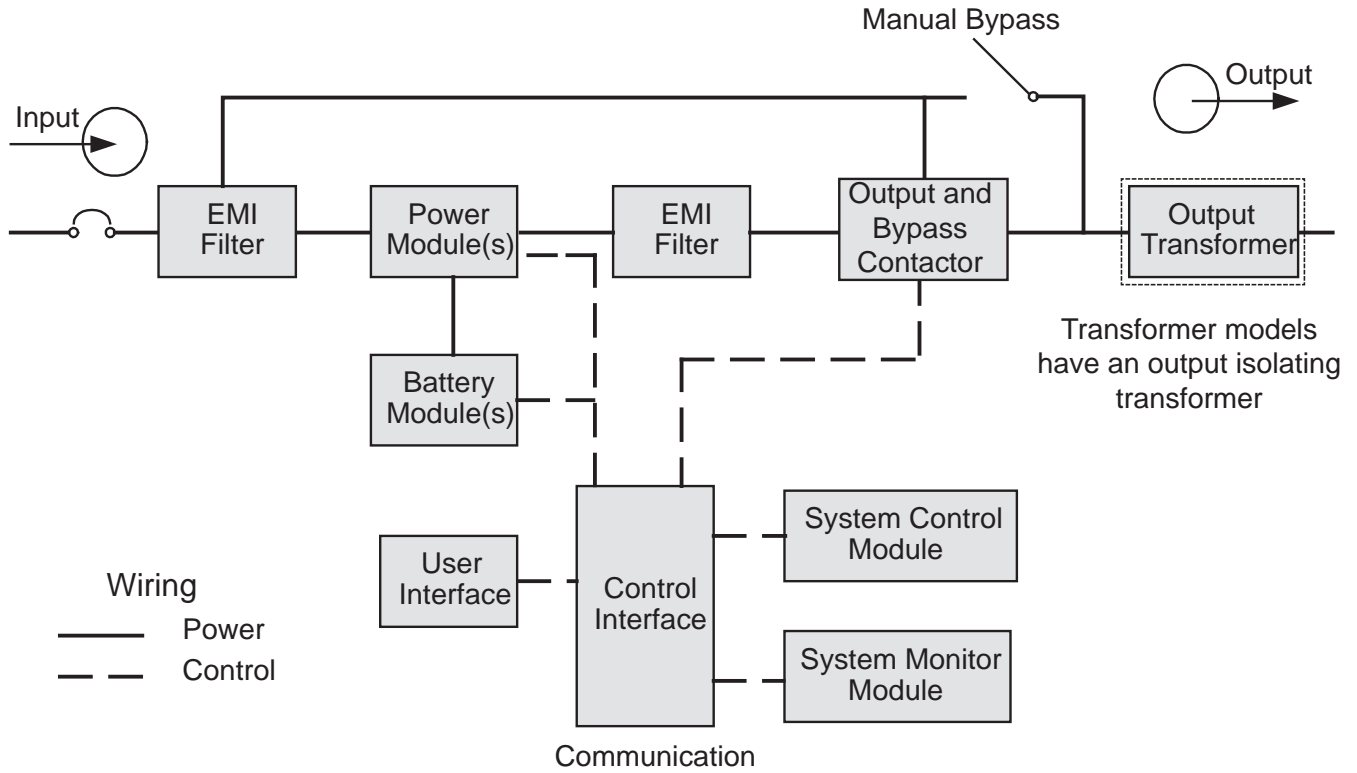 Manual Bypass
Input
Output
EMI
Filter
Power
Module(s)
EMI
Filter
Output and
Bypass
Contactor
Output
Transformer
Transformer models
have an output isolating
transformer
Battery
Module(s)
User
Interface
Control
Interface
System Control
Module
System Monitor
Module
Wiring
Power
Control
Communication